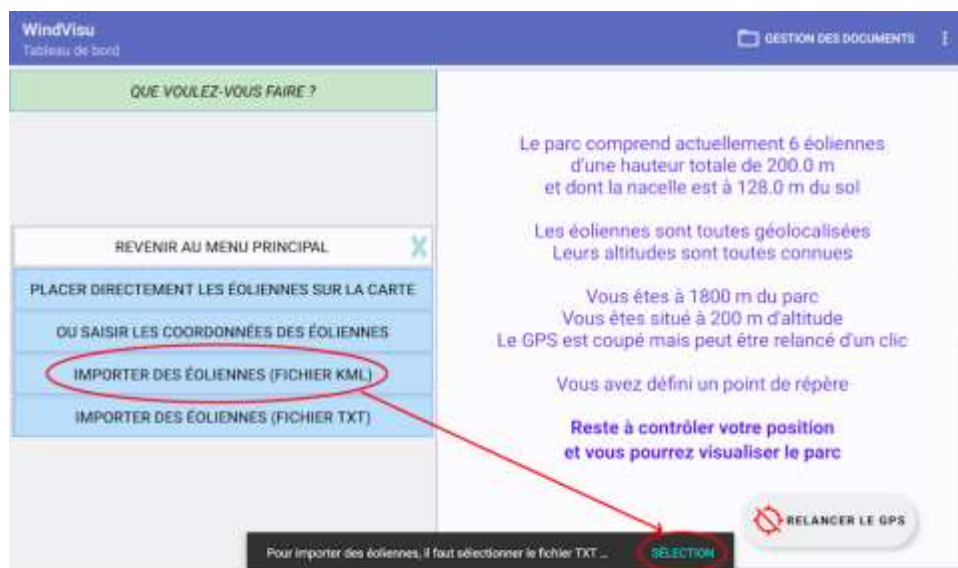 WindVisu
Tableau de bord
GESTION DES DOCUMENTS
QUE VOULEZ-VOUS FAIRE ?
REVENIR AU MENU PRINCIPAL
X
PLACER DIRECTEMENT LES ÉOLIENNES SUR LA CARTE
OU SAISIR LES COORDONNÉES DES ÉOLIENNES
IMPORTER DES ÉOLIENNES (FICHIER KML)
IMPORTER DES ÉOLIENNES (FICHIER TXT)
Le parc comprend actuellement 6 éoliennes
d'une hauteur totale de 200.0 m
et dont la nacelle est à 128.0 m du sol
Les éoliennes sont toutes géolocalisées
Leurs altitudes sont toutes connues
Vous êtes à 1800 m du parc
Vous êtes situé à 200 m d'altitude
Le GPS est coupé mais peut être relancé d'un clic
Vous avez défini un point de répère
Reste à contrôler votre position
et vous pourrez visualiser le parc
RELANCER LE GPS
Pour importer des éoliennes, il faut sélectionner le fichier TXT ...
SÉLECTION